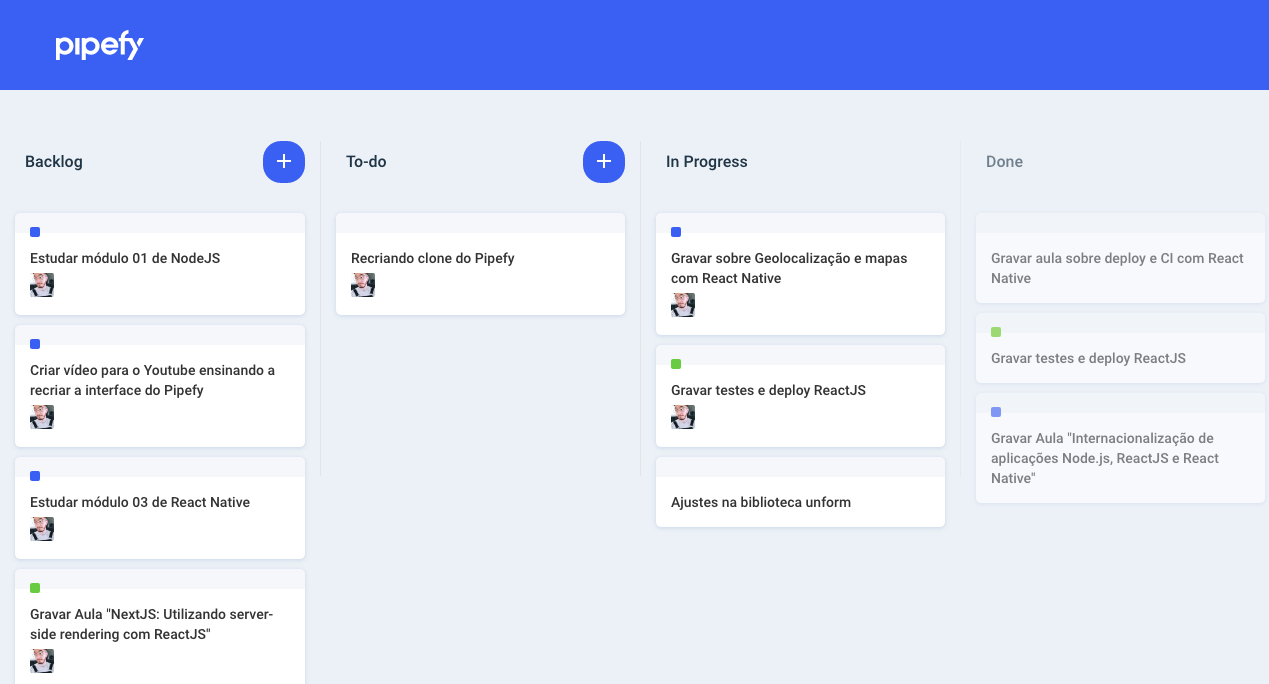 pipefy
Backlog
Estudar módulo 01 de NodeJS
Criar vídeo para o Youtube ensinando a
recriar a interface do Pipefy
Estudar módulo 03 de React Native
Gravar Aula "NextJS: Utilizando server-
side rendering com ReactJS"
To-do
Recriando clone do Pipefy
In Progress
Gravar sobre Geolocalização e mapas
com React Native
Gravar testes e deploy ReactJS
Ajustes na biblioteca unform
Done
Gravar aula sobre deploy e CI com React
Native
Gravar testes e deploy ReactJS
Gravar Aula "Internacionalização de
aplicações Node.js, ReactJS e React
Native"